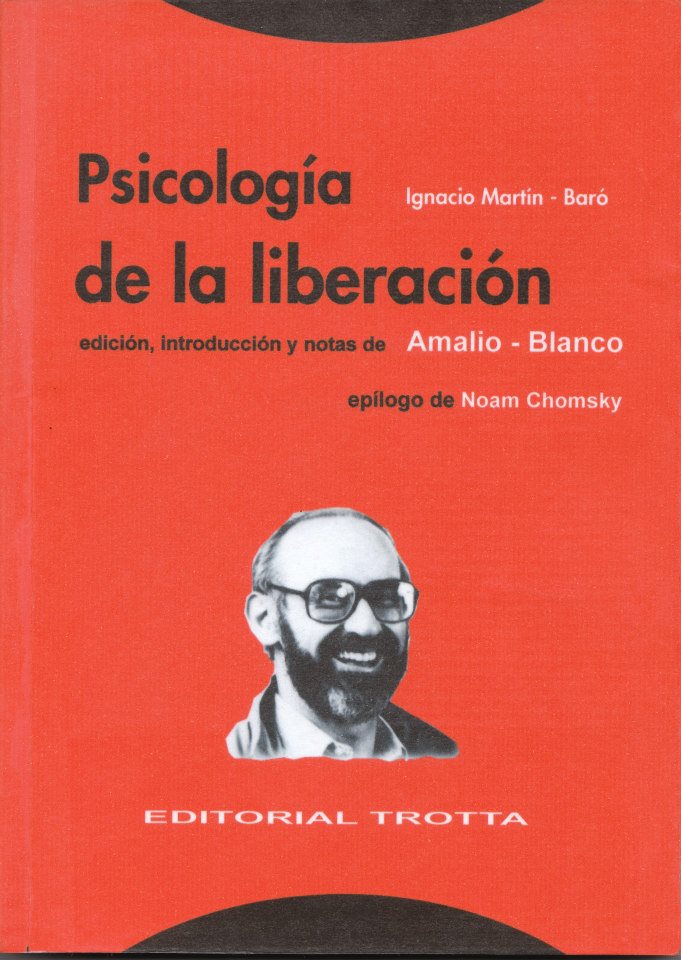 Psicología Ignacio Martín - Baró
de la liberación
edición, introducción y notas de Amalio - Blanco
epílogo de Noam Chomsky
EDITORIAL TROTTA